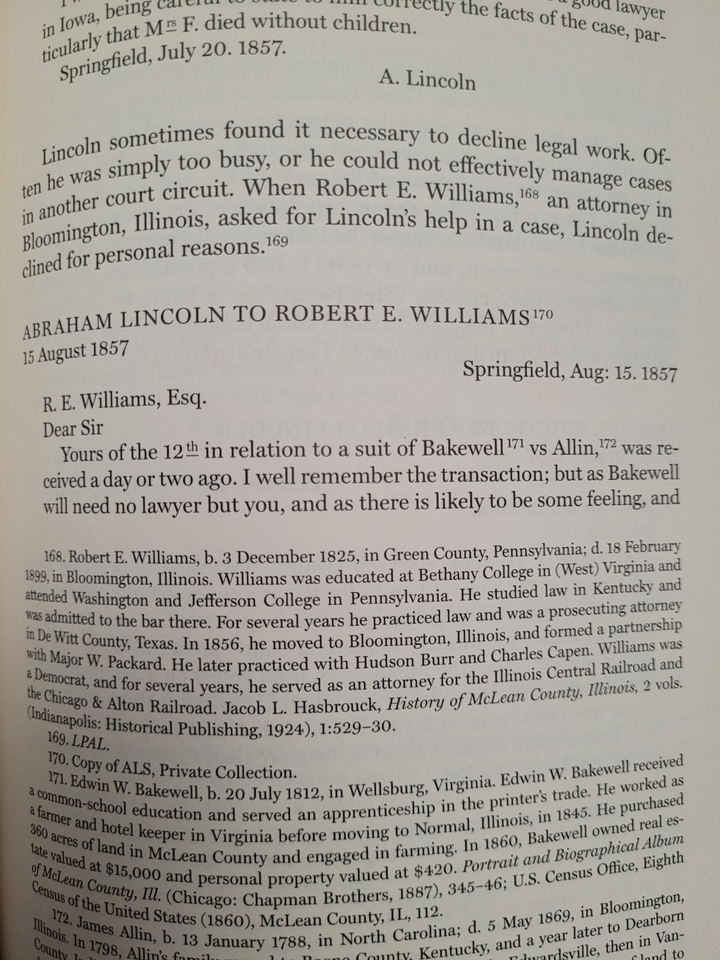 good lawyer
in Iowa, being careful to state to him correctly the facts of the case, par-
ticularly that Mrs F. died without children.
Springfield, July 20. 1857.
A. Lincoln
Lincoln sometimes found it necessary to decline legal work. Of-
ten he was simply too busy, or he could not effectively manage cases
in another court circuit. When Robert E. Williams,168 an attorney in
Bloomington, Illinois, asked for Lincoln's help in a case, Lincoln de-
clined for personal reasons.169
ABRAHAM LINCOLN TO ROBERT E. WILLIAMS170
15 August 1857
Springfield, Aug: 15. 1857
R. E. Williams, Esq.
Dear Sir
Yours of the 12th in relation to a suit of Bakewell171 vs Allin,172 was re-
ceived a day or two ago. I well remember the transaction; but as Bakewell
will need no lawyer but you, and as there is likely to be some feeling, and
168. Robert E. Williams, b. 3 December 1825, in Green County, Pennsylvania; d. 18 February
1899, in Bloomington, Illinois. Williams was educated at Bethany College in (West) Virginia and
attended Washington and Jefferson College in Pennsylvania. He studied law in Kentucky and
was admitted to the bar there. For several years he practiced law and was a prosecuting attorney
in De Witt County, Texas. In 1856, he moved to Bloomington, Illinois, and formed a partnership
with Major W. Packard. He later practiced with Hudson Burr and Charles Capen. Williams was
a Democrat, and for several years, he served as an attorney for the Illinois Central Railroad and
the Chicago & Alton Railroad. Jacob L. Hasbrouck, History of McLean County, Illinois, 2 vols.
(Indianapolis: Historical Publishing, 1924), 1:529–30.
169. LPAL.
170. Copy of ALS, Private Collection.
171. Edwin W. Bakewell, b. 20 July 1812, in Wellsburg, Virginia. Edwin W. Bakewell received
a common-school education and served an apprenticeship in the printer's trade. He worked as
a farmer and hotel keeper in Virginia before moving to Normal, Illinois, in 1845. He purchased
360 acres of land in McLean County and engaged in farming. In 1860, Bakewell owned real es-
tate valued at $15,000 and personal property valued at $420. Portrait and Biographical Album
of McLean County, Ill. (Chicago: Chapman Brothers, 1887), 345–46; U.S. Census Office, Eighth
Census of the United States (1860), McLean County, IL, 112.
172. James Allin, b. 13 January 1788, in North Carolina; d. 5 May 1869, in Bloomington,
Illinois. In 1798, Allin's family moved to Boone County, Kentucky, and a year later to Dearborn
County, Edwardsville, then in Van-
land to